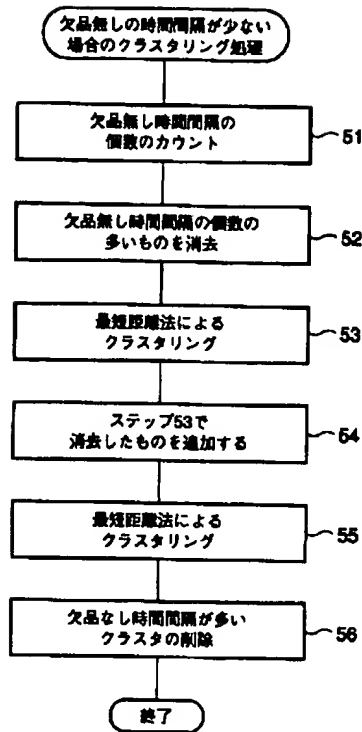 欠品無しの時間間隔が少ない
場合のクラスタリング処理
欠品無し時間間隔の
個数のカウント
51
欠品無し時間間隔の個数の
多いものを消去
52
最短距離法による
クラスタリング
53
ステップ53で
消去したものを追加する
54
最短距離法による
クラスタリング
55
欠品なし時間間隔が多い
クラスタの削除
56
終了